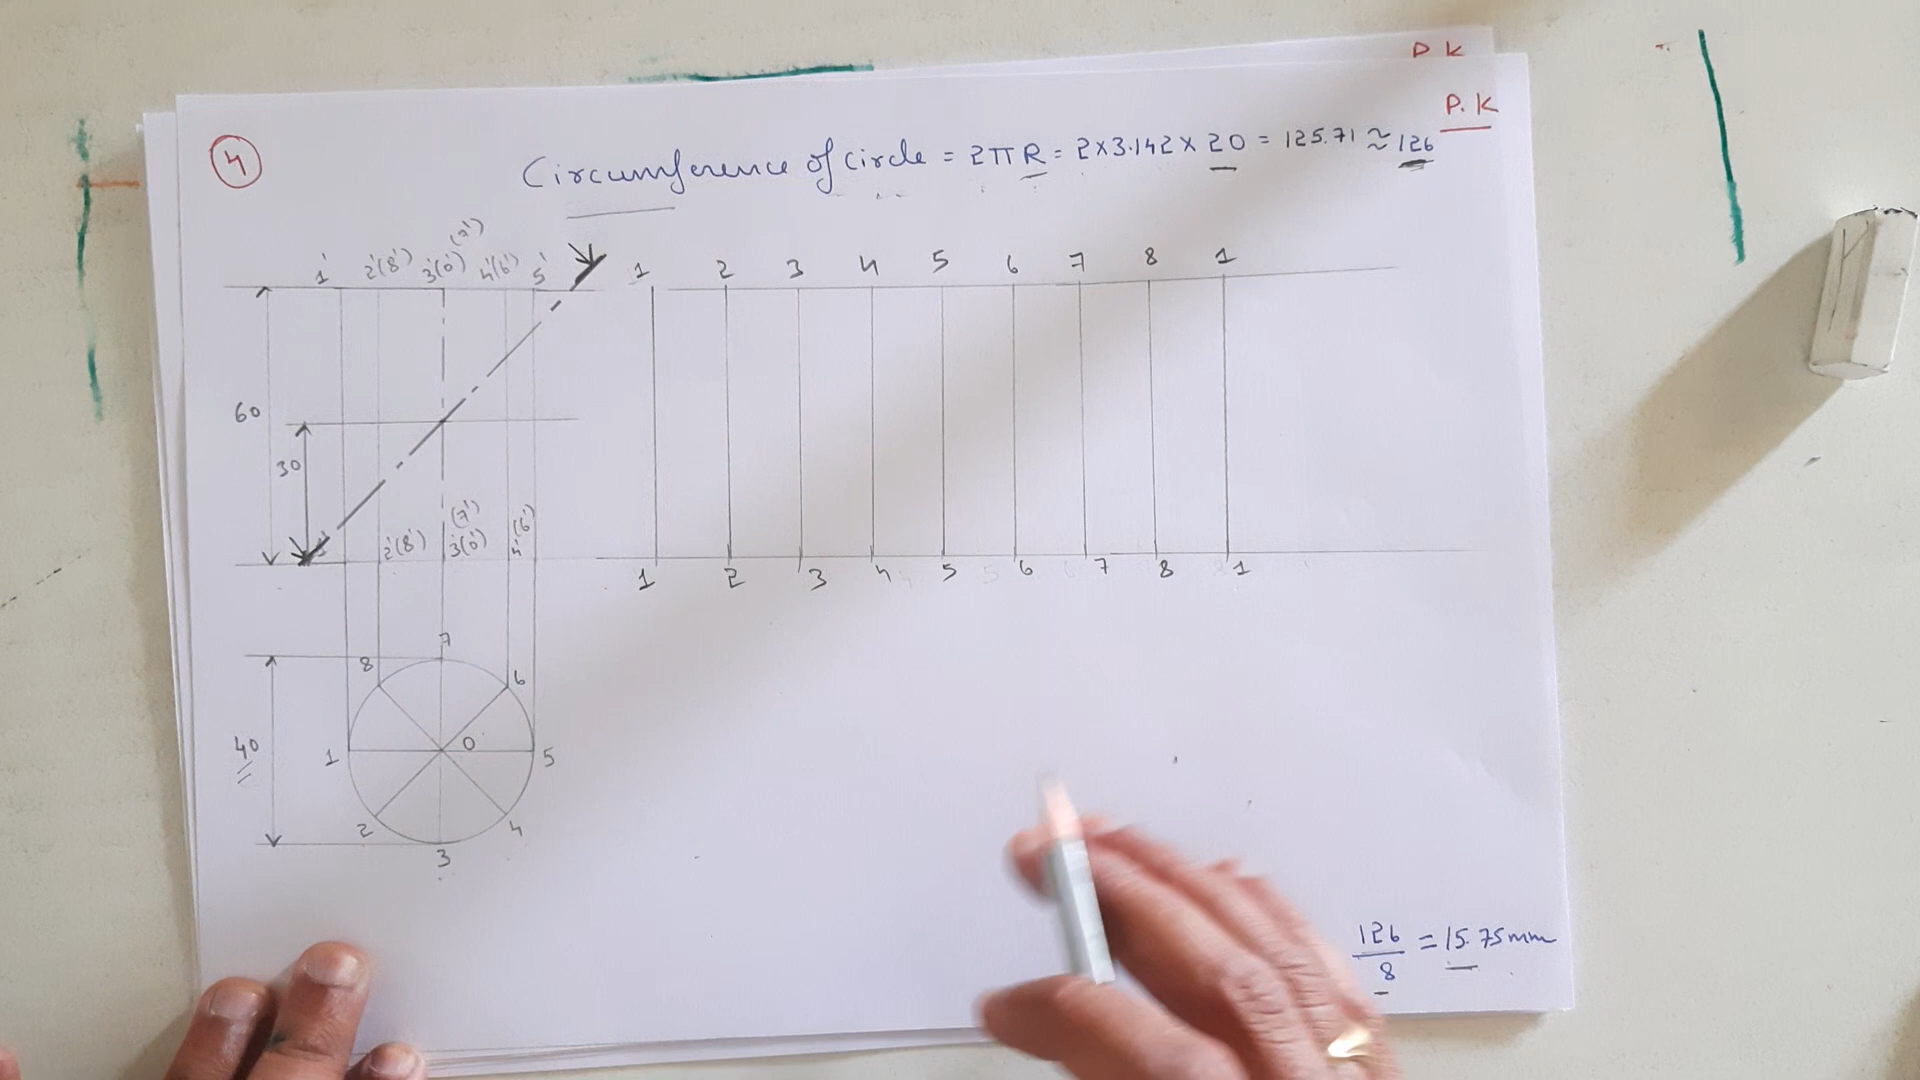 P K
P. K
4
Circumference of circle = 2πR = 2×3.142×20 = 125.71 ≈ 126
(7')
1' 2'(8') 3'(0') 4'(6') 5'
1 2 3 4 5 6 7 8 1
60
30
(7') (6')
2'(8') 3'(0') 4'
1 2 3 4 5 6 7 8 1
7
8 6
40 1 0 5
2 4
3
126/8 = 15.75mm